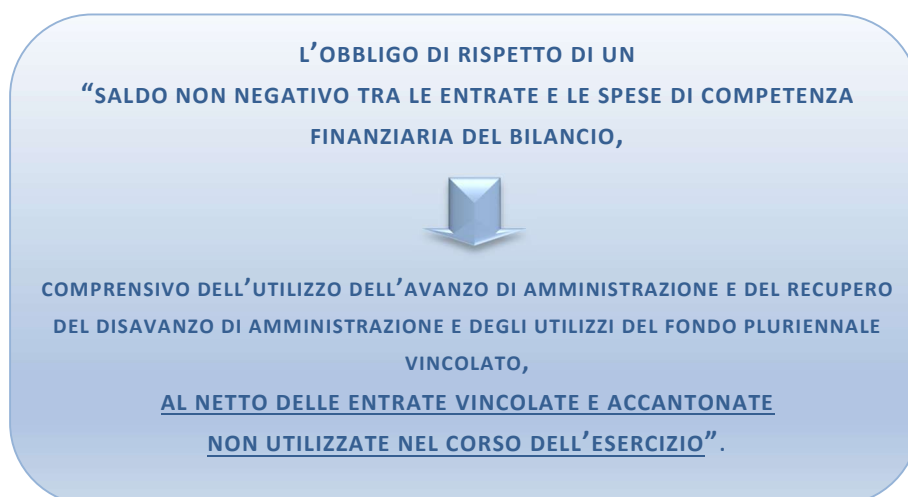 L'OBBLIGO DI RISPETTO DI UN
"SALDO NON NEGATIVO TRA LE ENTRATE E LE SPESE DI COMPETENZA
FINANZIARIA DEL BILANCIO,
COMPRENSIVO DELL'UTILIZZO DELL'AVANZO DI AMMINISTRAZIONE E DEL RECUPERO
DEL DISAVANZO DI AMMINISTRAZIONE E DEGLI UTILIZZI DEL FONDO PLURIENNALE
VINCOLATO,
AL NETTO DELLE ENTRATE VINCOLATE E ACCANTONATE
NON UTILIZZATE NEL CORSO DELL'ESERCIZIO".